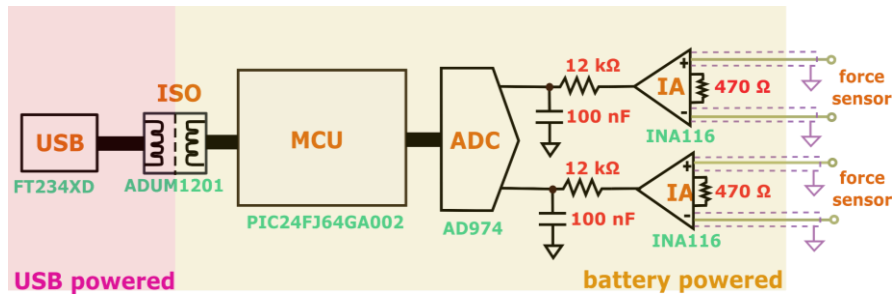 12 kΩ
ISO
IA
470 Ω
force
sensor
+
-
100 nF
INA116
USB
MCU
ADC
FT234XD
ADUM1201
12 kΩ
+
IA
470 Ω
force
sensor
-
PIC24FJ64GA002
AD974
100 nF
INA116
USB powered
battery powered